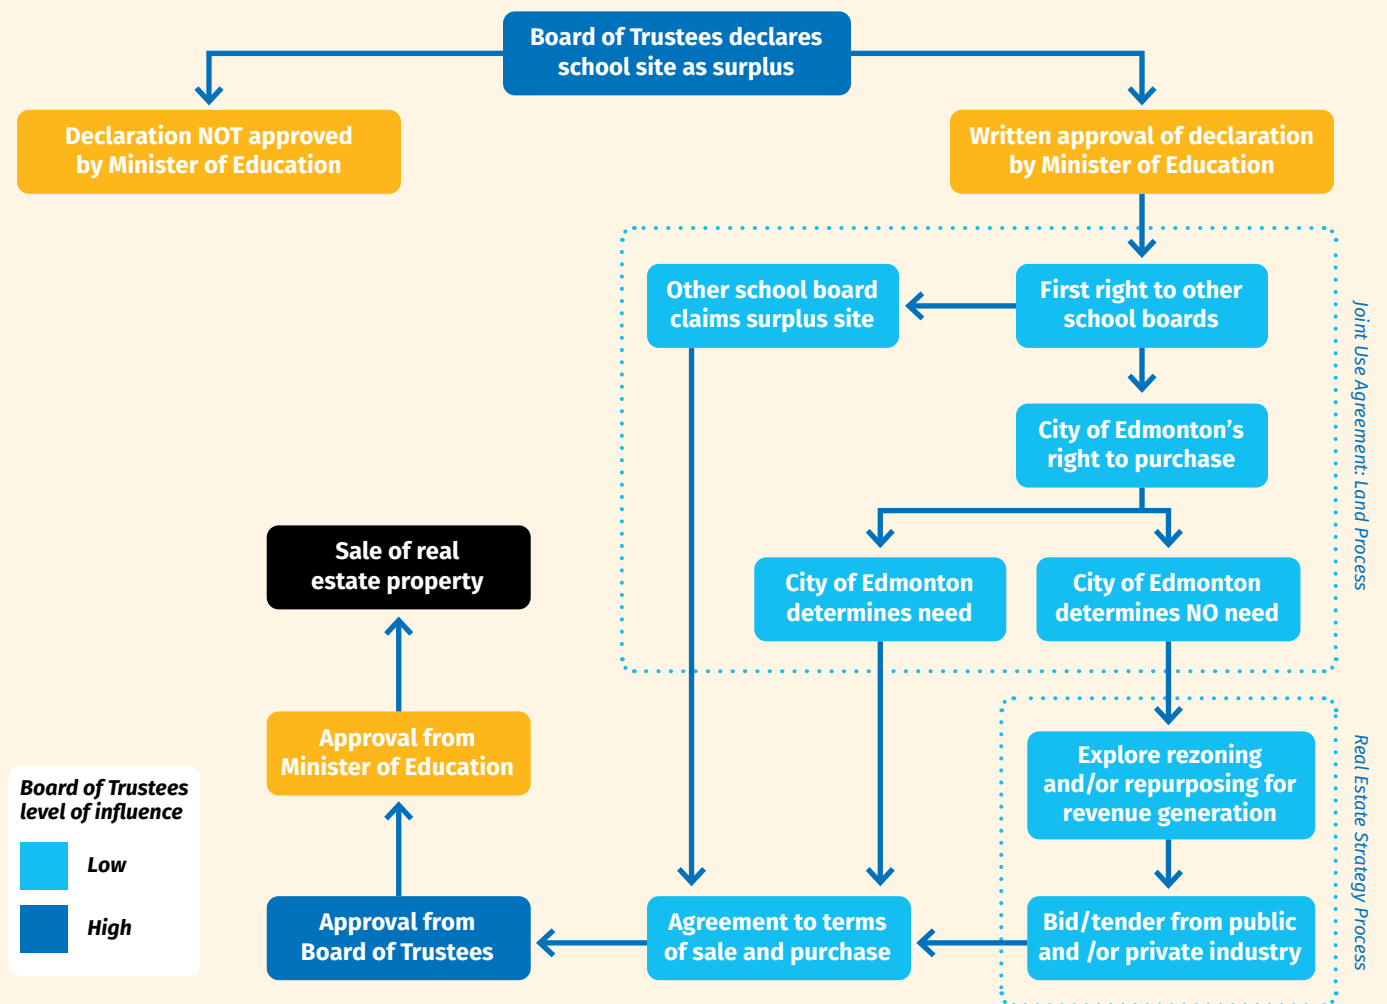 Board of Trustees declares
school site as surplus
Declaration NOT approved
by Minister of Education
Written approval of declaration
by Minister of Education
Other school board
claims surplus site
First right to other
school boards
City of Edmonton’s
right to purchase
City of Edmonton
determines need
City of Edmonton
determines NO need
Joint Use Agreement: Land Process
Sale of real
estate property
Approval from
Minister of Education
Explore rezoning
and/or repurposing for
revenue generation
Real Estate Strategy Process
Board of Trustees
level of influence
Low
High
Approval from
Board of Trustees
Agreement to terms
of sale and purchase
Bid/tender from public
and /or private industry